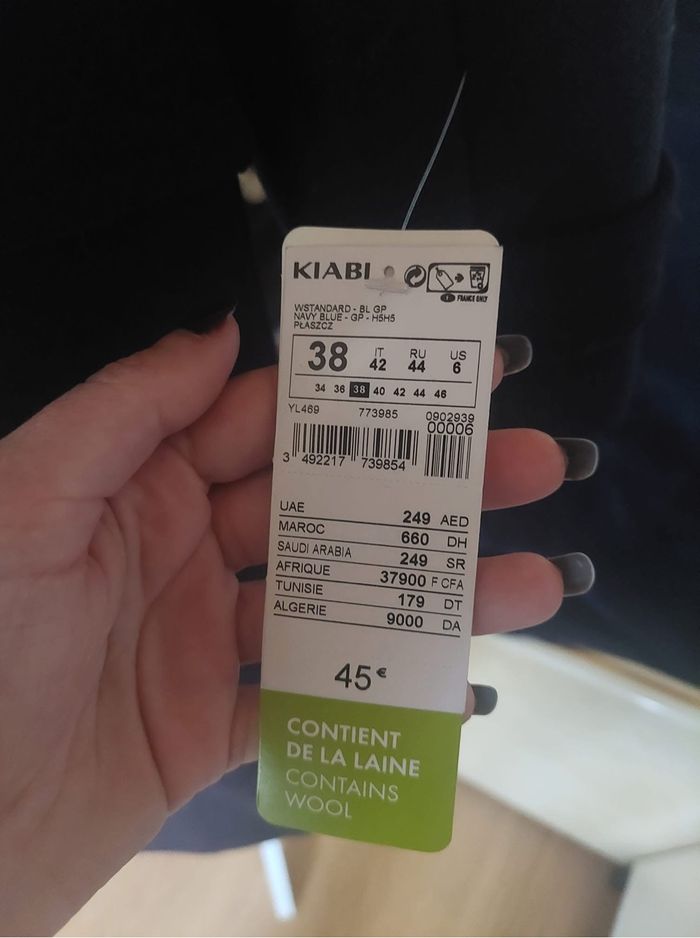 KIABI
FRANCE ONLY
WSTANDARD - BL GP
NAVY BLUE - GP - H5H5
PŁASZCZ
38 IT 42 RU 44 US 6
34 36 38 40 42 44 46
YL469 773985 0902939
00006
3 492217 739854
UAE 249 AED
MAROC 660 DH
SAUDI ARABIA 249 SR
AFRIQUE 37900 F CFA
TUNISIE 179 DT
ALGERIE 9000 DA
45€
CONTIENT
DE LA LAINE
CONTAINS
WOOL